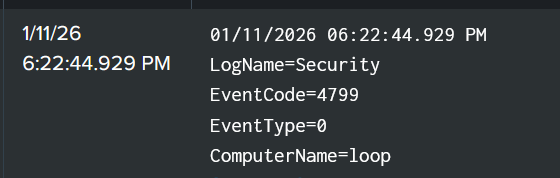 1/11/26
6:22:44.929 PM
01/11/2026 06:22:44.929 PM
LogName=Security
EventCode=4799
EventType=0
ComputerName=loop